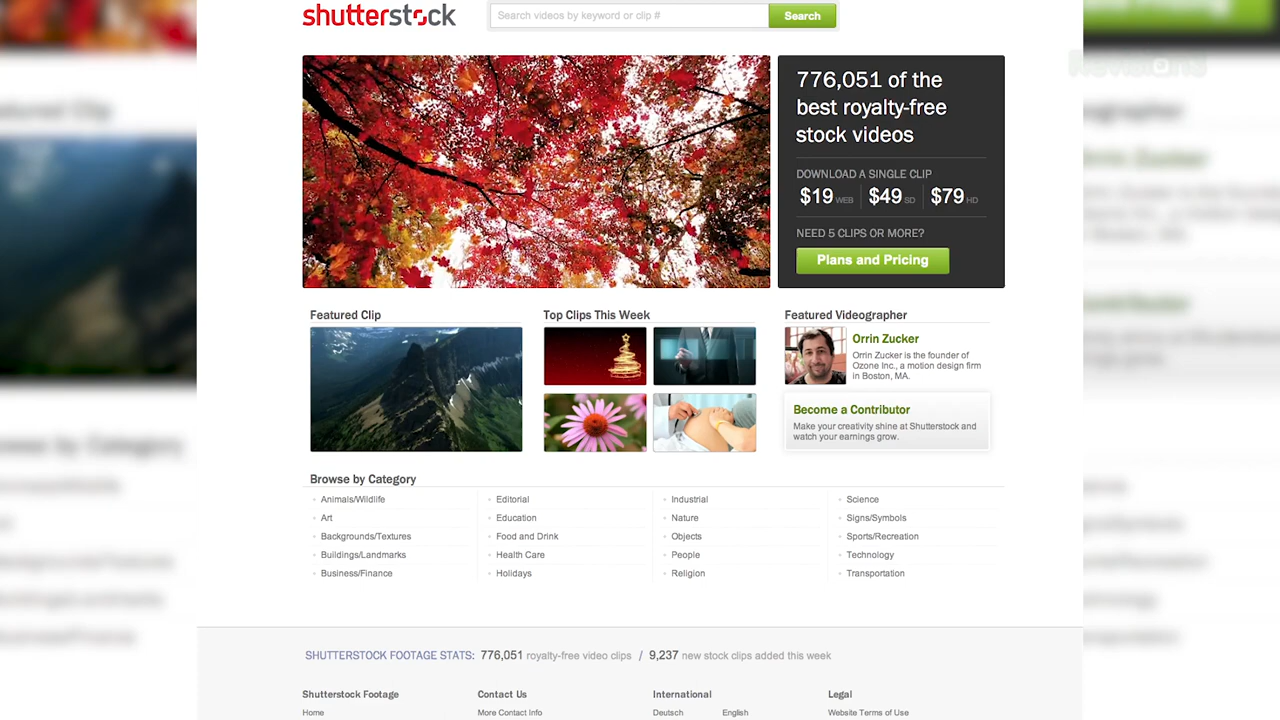 shutterstock
Search videos by keyword or clip #
Search
776,051 of the
best royalty-free
stock videos
DOWNLOAD A SINGLE CLIP
$19 WEB $49 SD $79 HD
NEED 5 CLIPS OR MORE?
Plans and Pricing
Featured Clip
Top Clips This Week
Featured Videographer
Orrin Zucker
Orrin Zucker is the founder of
Ozone Inc., a motion design firm
in Boston, MA.
Become a Contributor
Make your creativity shine at Shutterstock and
watch your earnings grow.
Browse by Category
Animals/Wildlife
Art
Backgrounds/Textures
Buildings/Landmarks
Business/Finance
Editorial
Education
Food and Drink
Health Care
Holidays
Industrial
Nature
Objects
People
Religion
Science
Signs/Symbols
Sports/Recreation
Technology
Transportation
SHUTTERSTOCK FOOTAGE STATS: 776,051 royalty-free video clips / 9,237 new stock clips added this week
Shutterstock Footage
Home
Contact Us
More Contact Info
International
Deutsch English
Legal
Website Terms of Use